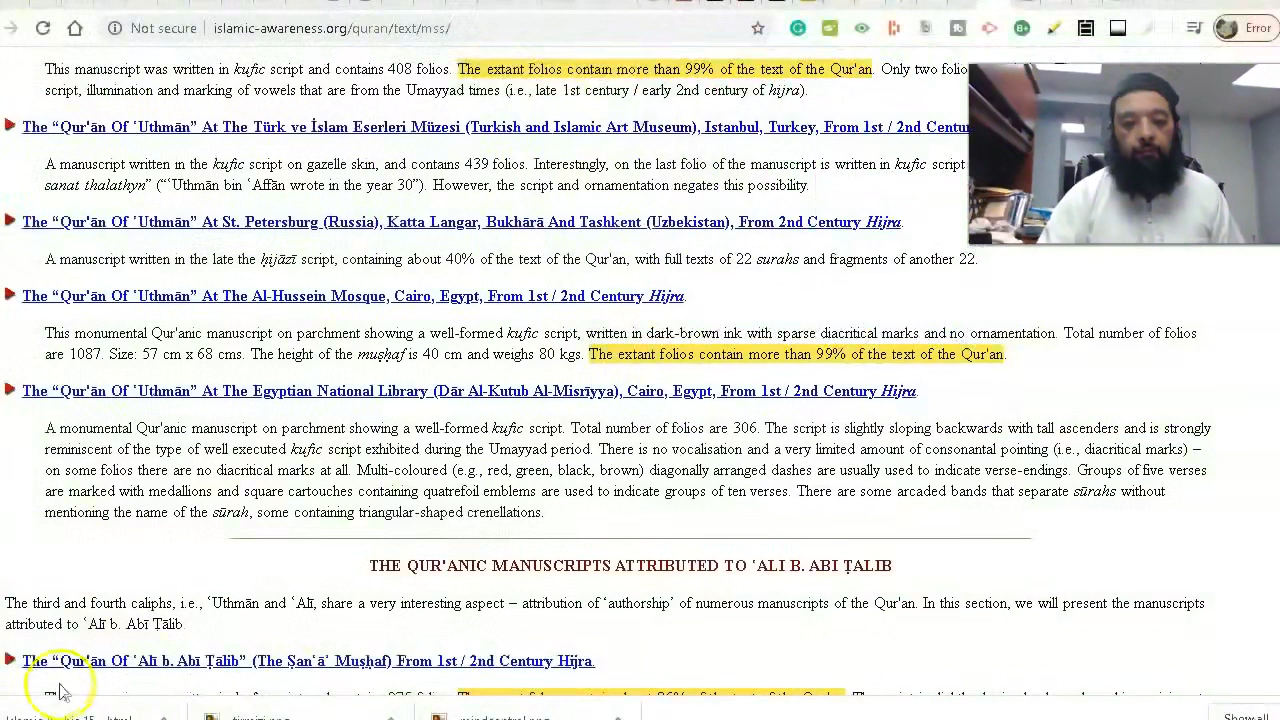 Not secure islamic-awareness.org/quran/text/mss/ Error
This manuscript was written in kufic script and contains 408 folios. The extant folios contain more than 99% of the text of the Qur'an. Only two folio
script, illumination and marking of vowels that are from the Umayyad times (i.e., late 1st century / early 2nd century of hijra).
The “Qur'ān Of ʿUthmān” At The Türk ve İslam Eserleri Müzesi (Turkish and Islamic Art Museum), Istanbul, Turkey, From 1st / 2nd Centur
A manuscript written in the kufic script on gazelle skin, and contains 439 folios. Interestingly, on the last folio of the manuscript is written in kufic script
sanat thalathyn” (“ʿUthmān bin ʿAffān wrote in the year 30”). However, the script and ornamentation negates this possibility.
The “Qur'ān Of ʿUthmān” At St. Petersburg (Russia), Katta Langar, Bukhārā And Tashkent (Uzbekistan), From 2nd Century Hijra.
A manuscript written in the late the ḥijāzī script, containing about 40% of the text of the Qur'an, with full texts of 22 surahs and fragments of another 22.
The “Qur'ān Of ʿUthmān” At The Al-Hussein Mosque, Cairo, Egypt, From 1st / 2nd Century Hijra.
This monumental Qur'anic manuscript on parchment showing a well-formed kufic script, written in dark-brown ink with sparse diacritical marks and no ornamentation. Total number of folios
are 1087. Size: 57 cm x 68 cms. The height of the muṣḥaf is 40 cm and weighs 80 kgs. The extant folios contain more than 99% of the text of the Qur'an.
The “Qur'ān Of ʿUthmān” At The Egyptian National Library (Dār Al-Kutub Al-Misrīyya), Cairo, Egypt, From 1st / 2nd Century Hijra.
A monumental Qur'anic manuscript on parchment showing a well-formed kufic script. Total number of folios are 306. The script is slightly sloping backwards with tall ascenders and is strongly
reminiscent of the type of well executed kufic script exhibited during the Umayyad period. There is no vocalisation and a very limited amount of consonantal pointing (i.e., diacritical marks) –
on some folios there are no diacritical marks at all. Multi-coloured (e.g., red, green, black, brown) diagonally arranged dashes are usually used to indicate verse-endings. Groups of five verses
are marked with medallions and square cartouches containing quatrefoil emblems are used to indicate groups of ten verses. There are some arcaded bands that separate sūrahs without
mentioning the name of the sūrah, some containing triangular-shaped crenellations.
THE QUR'ANIC MANUSCRIPTS ATTRIBUTED TO ʿALI B. ABI ṬALIB
The third and fourth caliphs, i.e., ʿUthmān and ʿAlī, share a very interesting aspect – attribution of ‘authorship’ of numerous manuscripts of the Qur'an. In this section, we will present the manuscripts
attributed to ʿAlī b. Abī Ṭālib.
The “Qur'ān Of ʿAlī b. Abī Ṭālib” (The Ṣanʿāʾ Muṣḥaf) From 1st / 2nd Century Hijra.
Show all